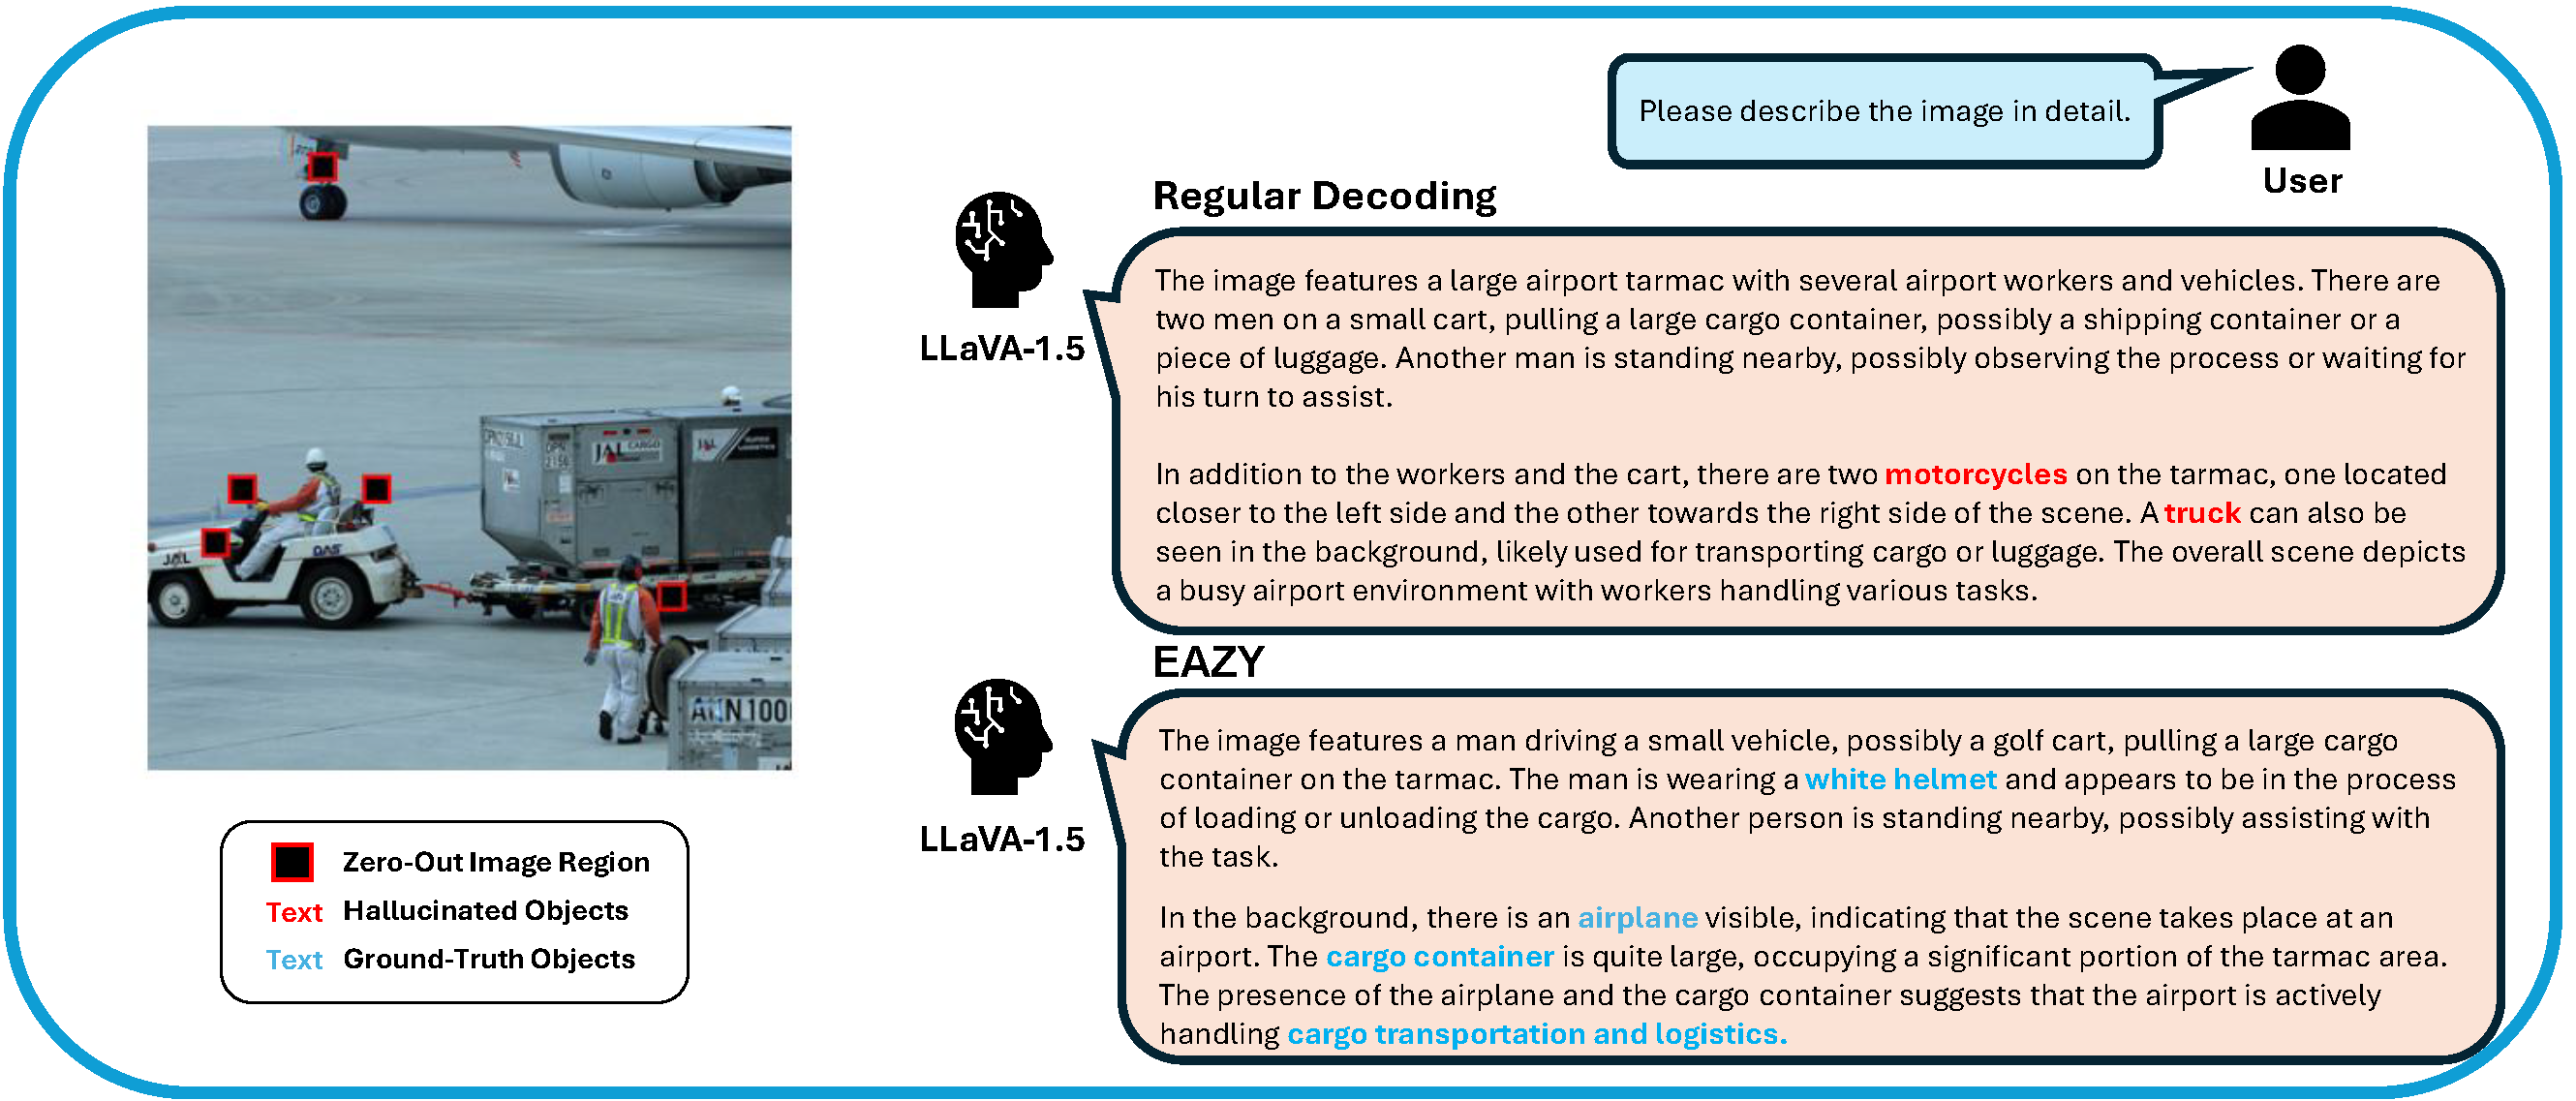 Please describe the image in detail.
User
Regular Decoding
LLaVA-1.5
The image features a large airport tarmac with several airport workers and vehicles. There are
two men on a small cart, pulling a large cargo container, possibly a shipping container or a
piece of luggage. Another man is standing nearby, possibly observing the process or waiting for
his turn to assist.
In addition to the workers and the cart, there are two motorcycles on the tarmac, one located
closer to the left side and the other towards the right side of the scene. A truck can also be
seen in the background, likely used for transporting cargo or luggage. The overall scene depicts
a busy airport environment with workers handling various tasks.
EAZY
LLaVA-1.5
The image features a man driving a small vehicle, possibly a golf cart, pulling a large cargo
container on the tarmac. The man is wearing a white helmet and appears to be in the process
of loading or unloading the cargo. Another person is standing nearby, possibly assisting with
the task.
In the background, there is an airplane visible, indicating that the scene takes place at an
airport. The cargo container is quite large, occupying a significant portion of the tarmac area.
The presence of the airplane and the cargo container suggests that the airport is actively
handling cargo transportation and logistics.
JAL CARGO
JAL
JAL
Zero-Out Image Region
Text Hallucinated Objects
Text Ground-Truth Objects